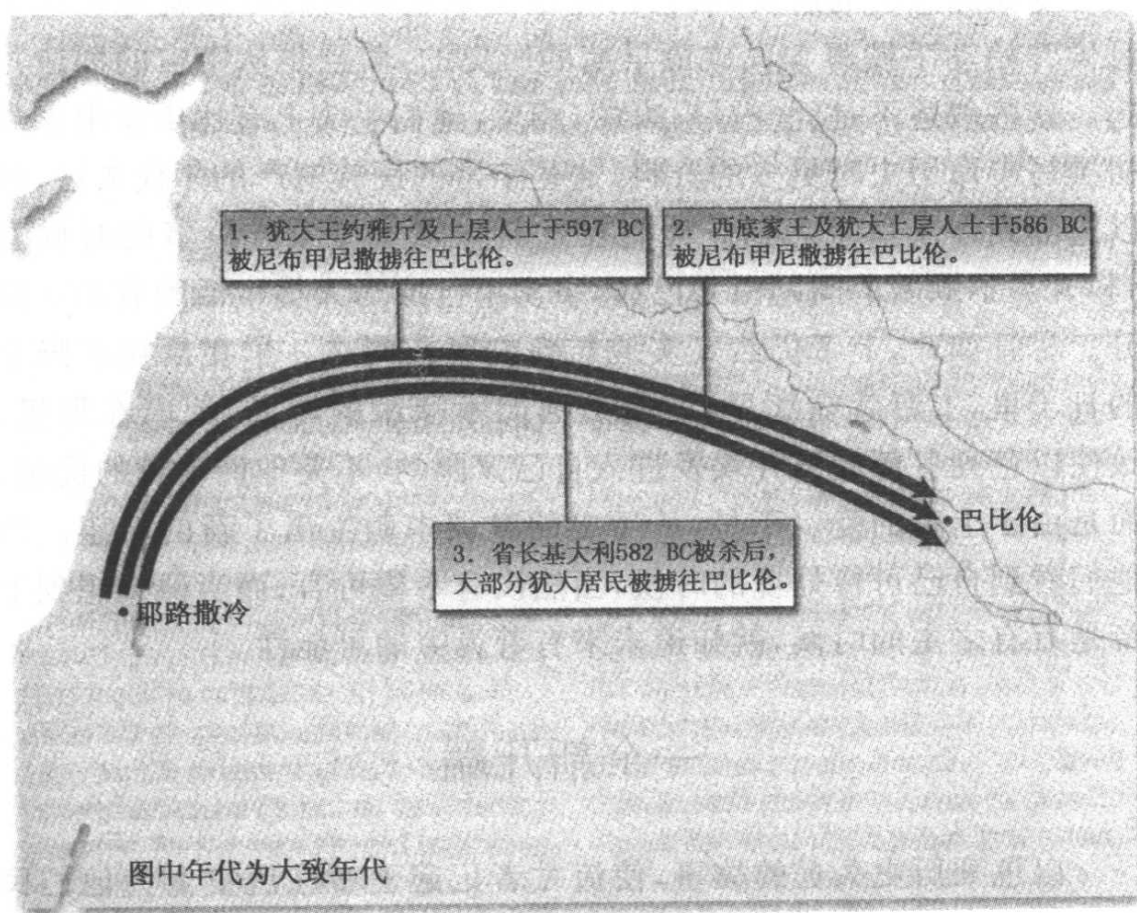 1. 犹大王约雅斤及上层人士于597 BC
被尼布甲尼撒掳往巴比伦。
2. 西底家王及犹大上层人士于586 BC
被尼布甲尼撒掳往巴比伦。
巴比伦
3. 省长基大利582 BC被杀后，
大部分犹大居民被掳往巴比伦。
耶路撒冷
图中年代为大致年代